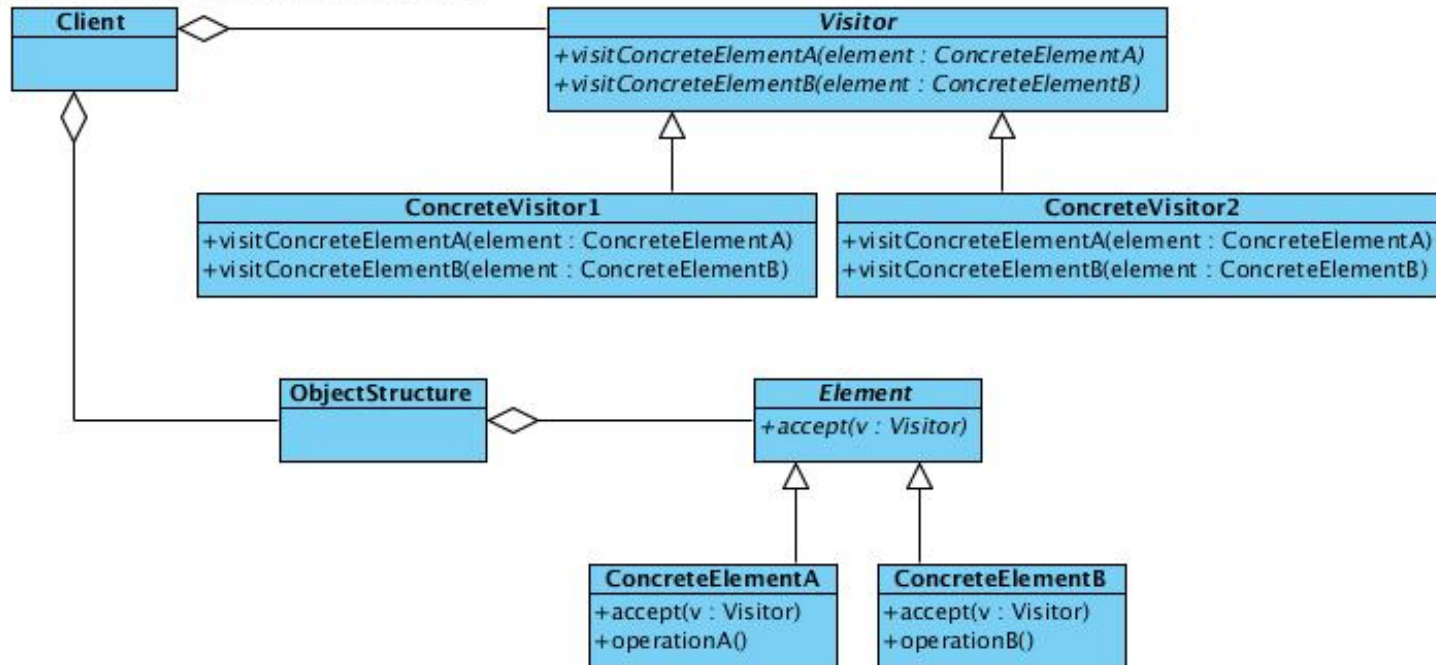 Client
Visitor
+visitConcreteElementA(element : ConcreteElementA)
+visitConcreteElementB(element : ConcreteElementB)
ConcreteVisitor1
+visitConcreteElementA(element : ConcreteElementA)
+visitConcreteElementB(element : ConcreteElementB)
ConcreteVisitor2
+visitConcreteElementA(element : ConcreteElementA)
+visitConcreteElementB(element : ConcreteElementB)
ObjectStructure
Element
+accept(v : Visitor)
ConcreteElementA
+accept(v : Visitor)
+operationA()
ConcreteElementB
+accept(v : Visitor)
+operationB()